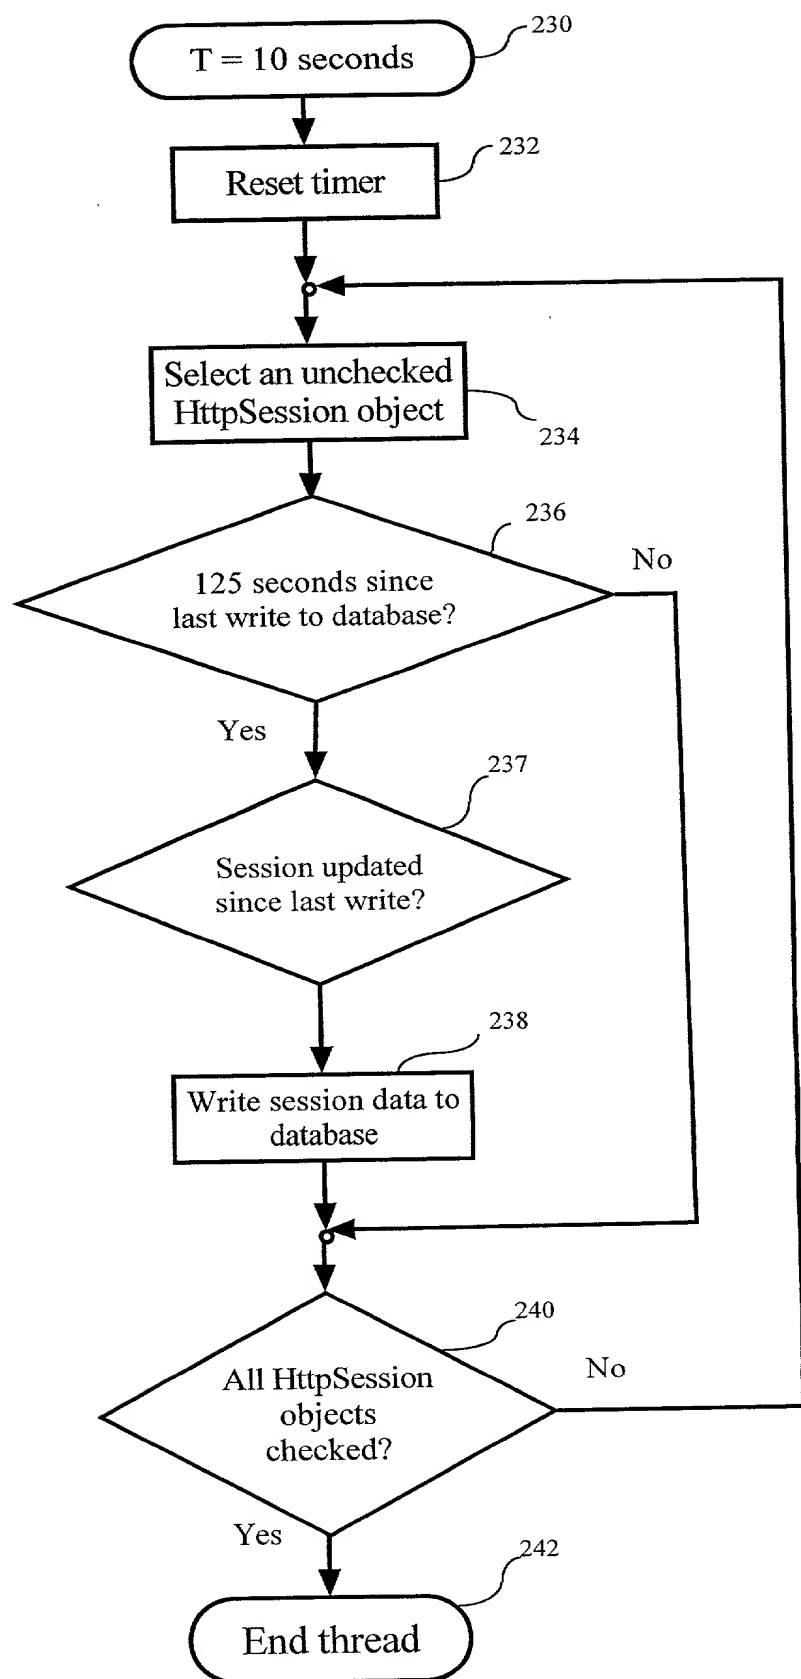 230
T = 10 seconds
232
Reset timer
Select an unchecked
HttpSession object
234
236
No
125 seconds since
last write to database?
Yes
237
Session updated
since last write?
238
Write session data to
database
240
No
All HttpSession
objects
checked?
Yes
242
End thread